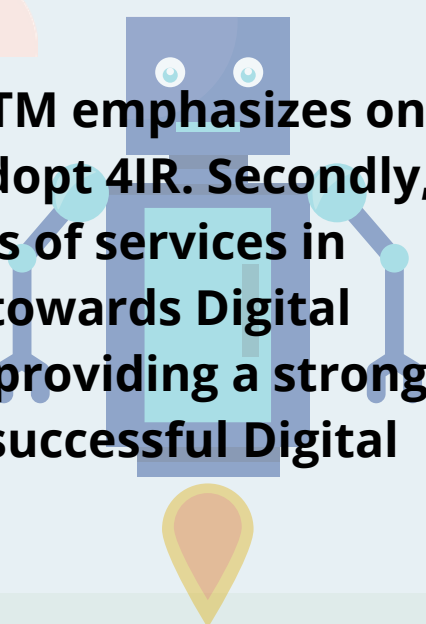 TM emphasizes on
dopt 4IR. Secondly,
s of services in
towards Digital
providing a strong
successful Digital